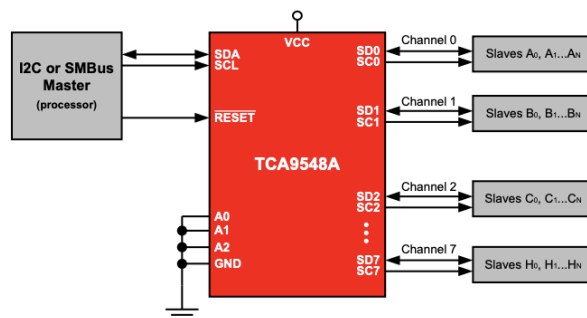 VCC
I2C or SMBus
Master
(processor)
SDA
SCL
RESET
TCA9548A
A0
A1
A2
GND
SD0
SC0
Channel 0
Slaves A0, A1...AN
SD1
SC1
Channel 1
Slaves B0, B1...BN
SD2
SC2
Channel 2
Slaves C0, C1...CN
SD7
SC7
Channel 7
Slaves H0, H1...HN